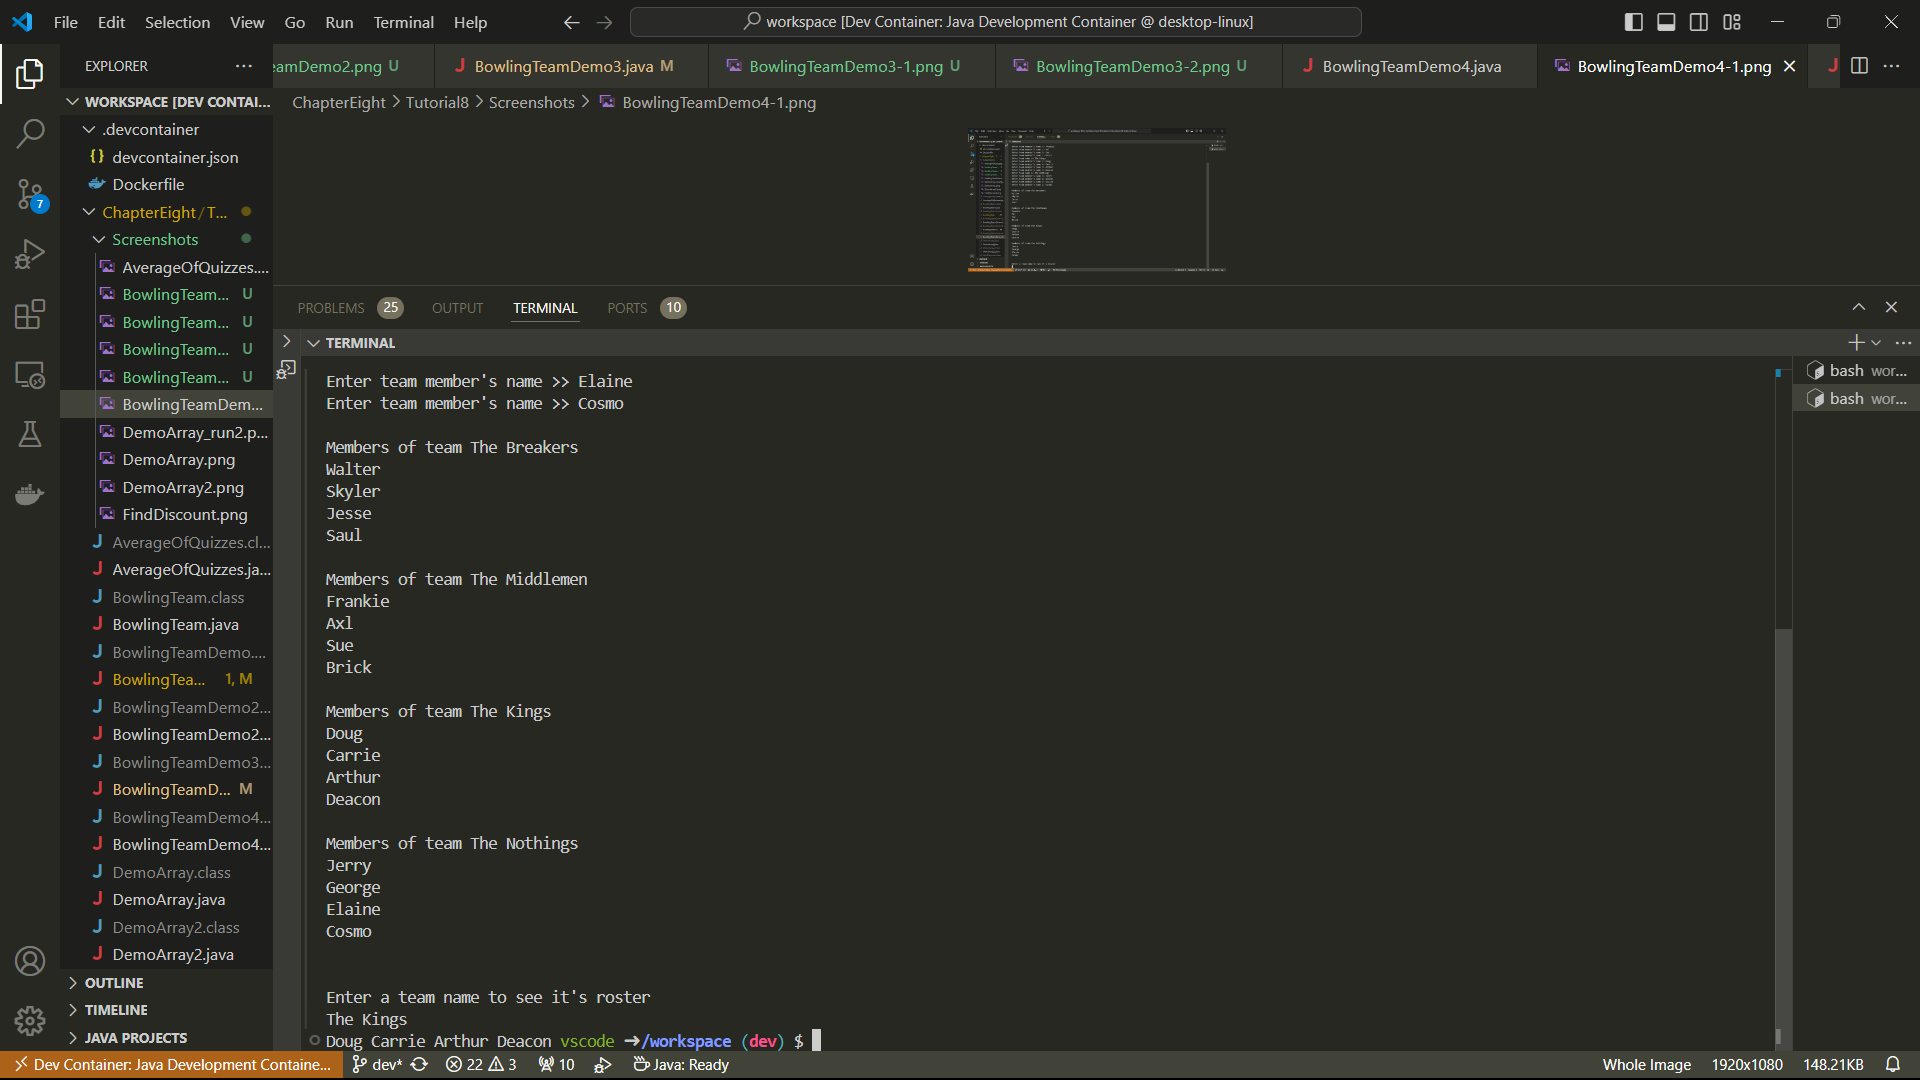 File Edit Selection View Go Run Terminal Help
workspace [Dev Container: Java Development Container @ desktop-linux]
EXPLORER
eamDemo2.png U
BowlingTeamDemo3.java M
BowlingTeamDemo3-1.png U
BowlingTeamDemo3-2.png U
BowlingTeamDemo4.java
BowlingTeamDemo4-1.png
WORKSPACE [DEV CONTAI...
ChapterEight > Tutorial8 > Screenshots > BowlingTeamDemo4-1.png
.devcontainer
devcontainer.json
Dockerfile
ChapterEight / T...
Screenshots
AverageOfQuizzes....
BowlingTeam... U
BowlingTeam... U
BowlingTeam... U
BowlingTeam... U
BowlingTeamDem...
DemoArray_run2.p...
DemoArray.png
DemoArray2.png
FindDiscount.png
AverageOfQuizzes.cl...
AverageOfQuizzes.ja...
BowlingTeam.class
BowlingTeam.java
BowlingTeamDemo....
BowlingTea... 1, M
BowlingTeamDemo2...
BowlingTeamDemo2...
BowlingTeamDemo3...
BowlingTeamD... M
BowlingTeamDemo4...
BowlingTeamDemo4...
DemoArray.class
DemoArray.java
DemoArray2.class
DemoArray2.java
OUTLINE
TIMELINE
JAVA PROJECTS
7
PROBLEMS 25 OUTPUT TERMINAL PORTS 10
TERMINAL
bash wor...
bash wor...
Enter team member's name >> Elaine
Enter team member's name >> Cosmo
Members of team The Breakers
Walter
Skyler
Jesse
Saul
Members of team The Middlemen
Frankie
Axl
Sue
Brick
Members of team The Kings
Doug
Carrie
Arthur
Deacon
Members of team The Nothings
Jerry
George
Elaine
Cosmo
Enter a team name to see it's roster
The Kings
Doug Carrie Arthur Deacon vscode ➜/workspace (dev) $
Dev Container: Java Development Containe... dev* 22 3 10 Java: Ready Whole Image 1920x1080 148.21KB